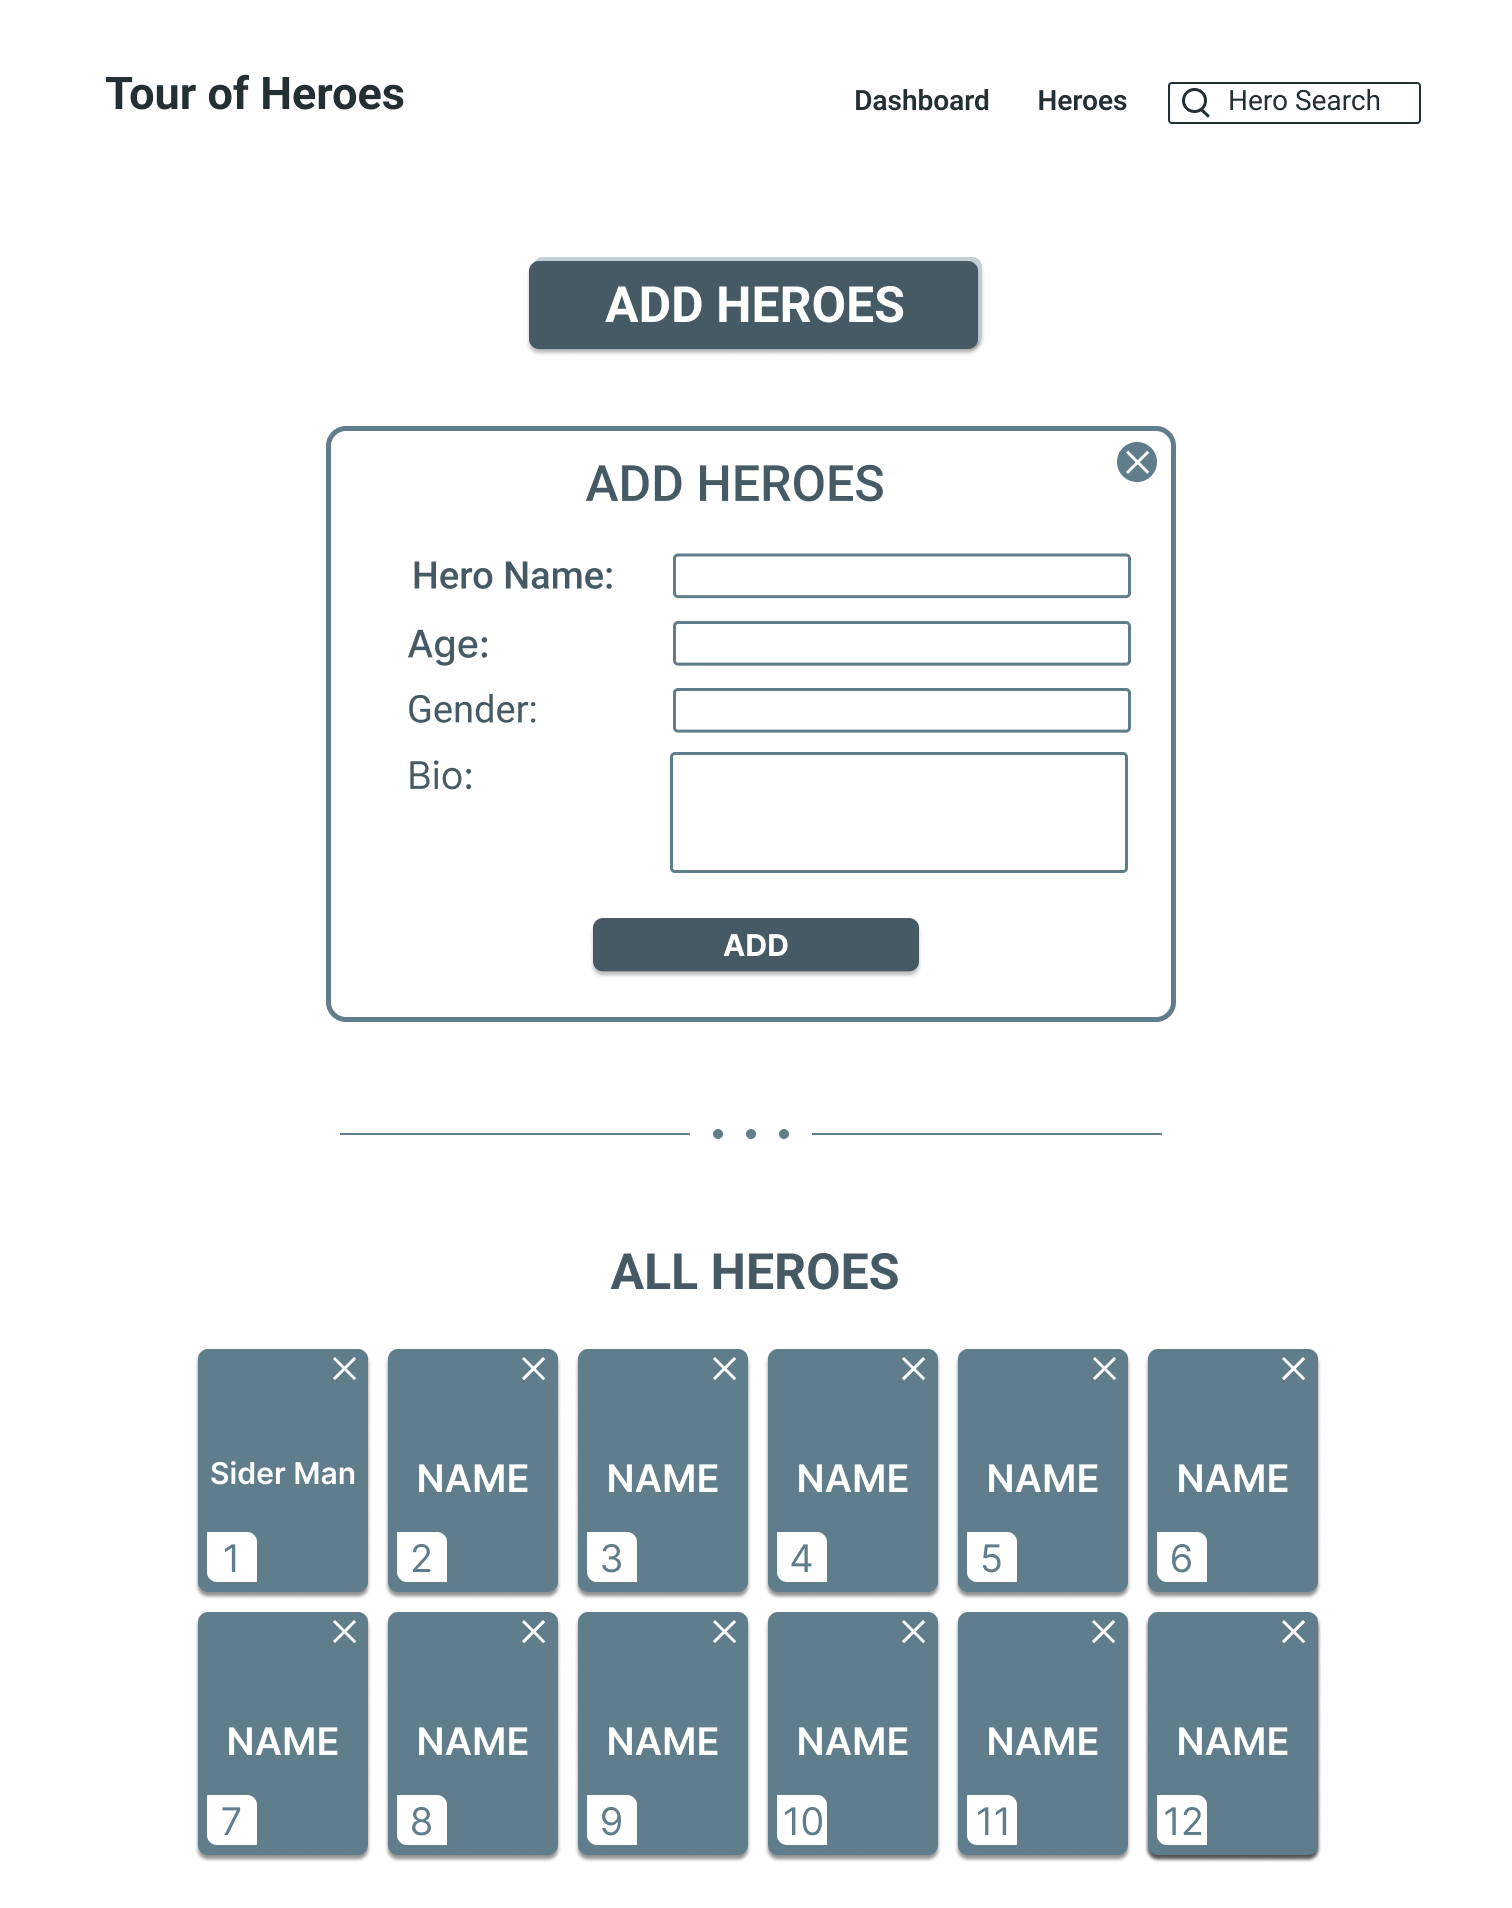 Tour of Heroes
Dashboard Heroes Hero Search
ADD HEROES
ADD HEROES
Hero Name:
Age:
Gender:
Bio:
ADD
ALL HEROES
Sider Man NAME NAME NAME NAME NAME
1 2 3 4 5 6
NAME NAME NAME NAME NAME NAME
7 8 9 10 11 12